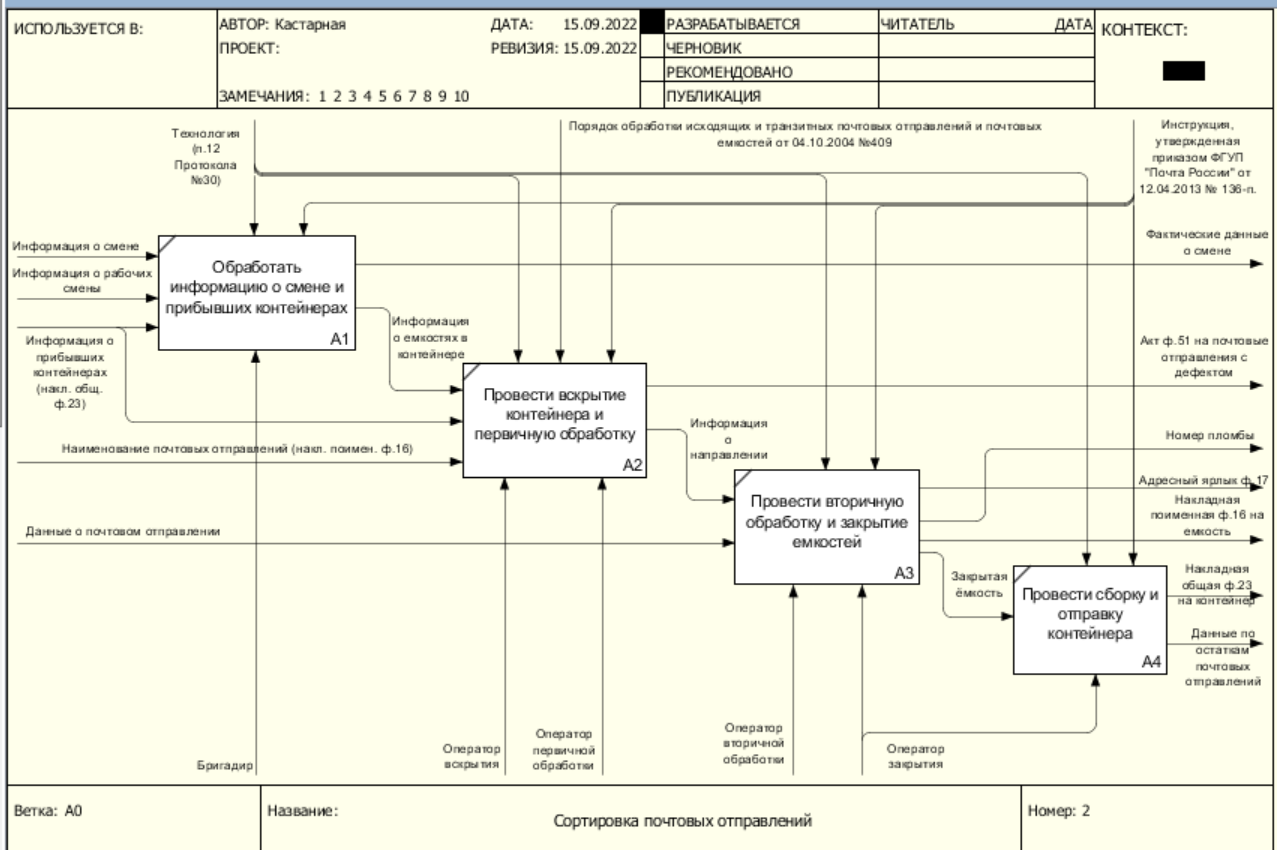 ИСПОЛЬЗУЕТСЯ В:
АВТОР: Кастарная
ДАТА: 15.09.2022
ПРОЕКТ:
РЕВИЗИЯ: 15.09.2022
ЗАМЕЧАНИЯ: 1 2 3 4 5 6 7 8 9 10
РАЗРАБАТЫВАЕТСЯ
ЧЕРНОВИК
РЕКОМЕНДОВАНО
ПУБЛИКАЦИЯ
ЧИТАТЕЛЬ
ДАТА
КОНТЕКСТ:
Технология
(п.12
Протокола
№30)
Порядок обработки исходящих и транзитных почтовых отправлений и почтовых
емкостей от 04.10.2004 №409
Инструкция,
утвержденная
приказом ФГУП
"Почта России" от
12.04.2013 № 136-п.
Информация о смене
Информация о рабочих
смены
Информация о
прибывших
контейнерах
(накл. общ.
ф.23)
Обработать
информацию о смене и
прибывших контейнерах
A1
Фактические данные
о смене
Информация
о емкостях в
контейнере
Акт ф.51 на почтовые
отправления с
дефектом
Провести вскрытие
контейнера и
первичную обработку
A2
Наименование почтовых отправлений (накл. поимен. ф.16)
Информация
о
направлении
Номер пломбы
Адресный ярлык ф.17
Накладная
поименная ф.16 на
емкость
Данные о почтовом отправлении
Провести вторичную
обработку и закрытие
емкостей
A3
Закрытая
ёмкость
Накладная
общая ф.23
на контейнер
Провести сборку и
отправку
контейнера
A4
Данные по
остаткам
почтовых
отправлений
Бригадир
Оператор
вскрытия
Оператор
первичной
обработки
Оператор
вторичной
обработки
Оператор
закрытия
Ветка: A0
Название:
Сортировка почтовых отправлений
Номер: 2